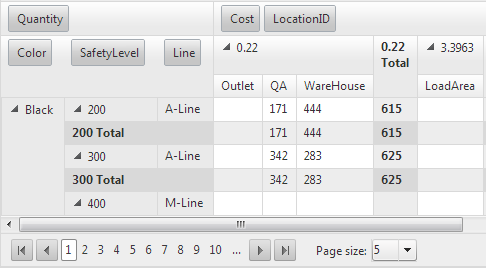 Quantity Cost LocationID
Color SafetyLevel Line 0.22 0.22 Total 3.3963
Outlet QA WareHouse LoadArea
Black 200 A-Line 171 444 615
200 Total 171 444 615
300 A-Line 342 283 625
300 Total 342 283 625
400 M-Line
1 2 3 4 5 6 7 8 9 10 ... Page size: 5